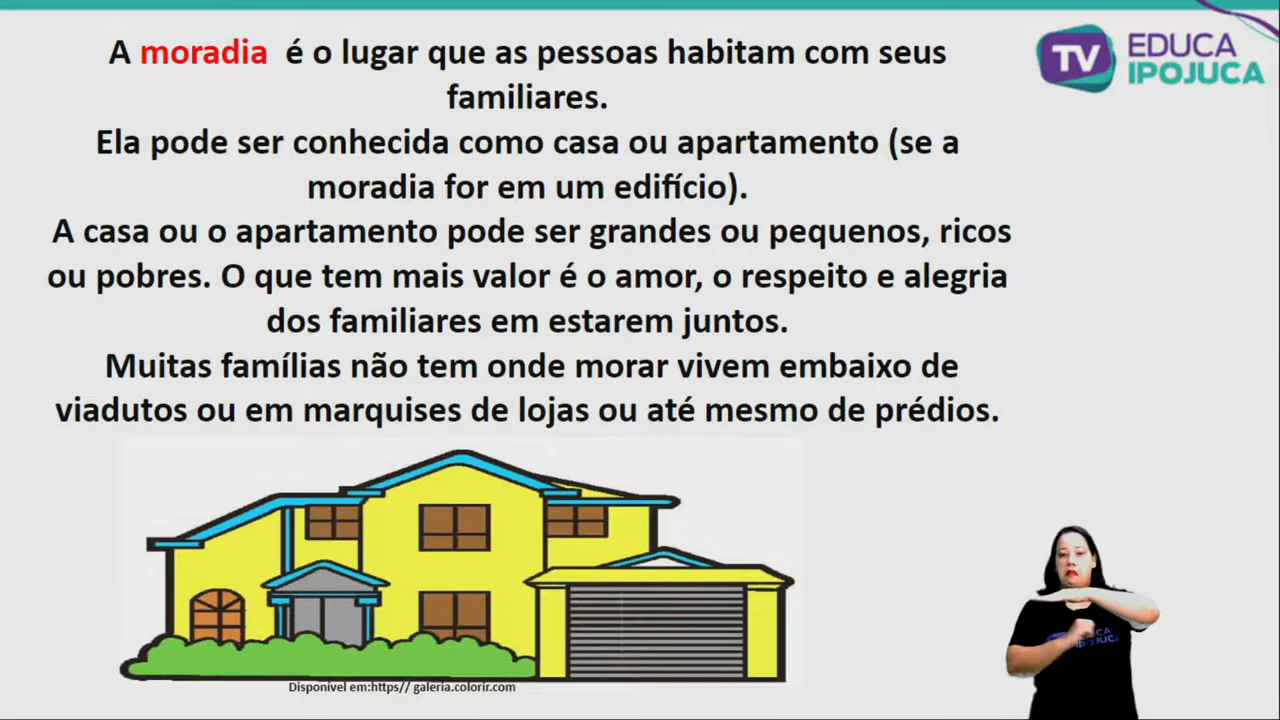 A moradia é o lugar que as pessoas habitam com seus
familiares.
Ela pode ser conhecida como casa ou apartamento (se a
moradia for em um edifício).
A casa ou o apartamento pode ser grandes ou pequenos, ricos
ou pobres. O que tem mais valor é o amor, o respeito e alegria
dos familiares em estarem juntos.
Muitas famílias não tem onde morar vivem embaixo de
viadutos ou em marquises de lojas ou até mesmo de prédios.
TV EDUCA
IPOJUCA
Disponível em:https// galeria.colorir.com
EDUCA
IPOJUCA